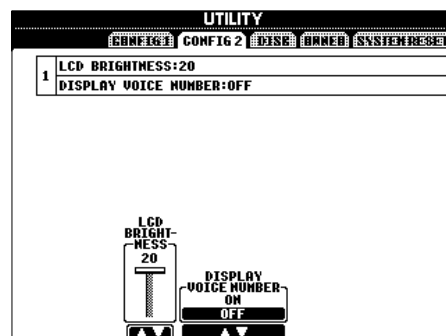 UTILITY
CONFIG 1 CONFIG 2 DISK OWNER SYSTEM RESET
1
LCD BRIGHTNESS:20
DISPLAY VOICE NUMBER:OFF
LCD
BRIGHT-
NESS
20
DISPLAY
VOICE NUMBER
ON
OFF